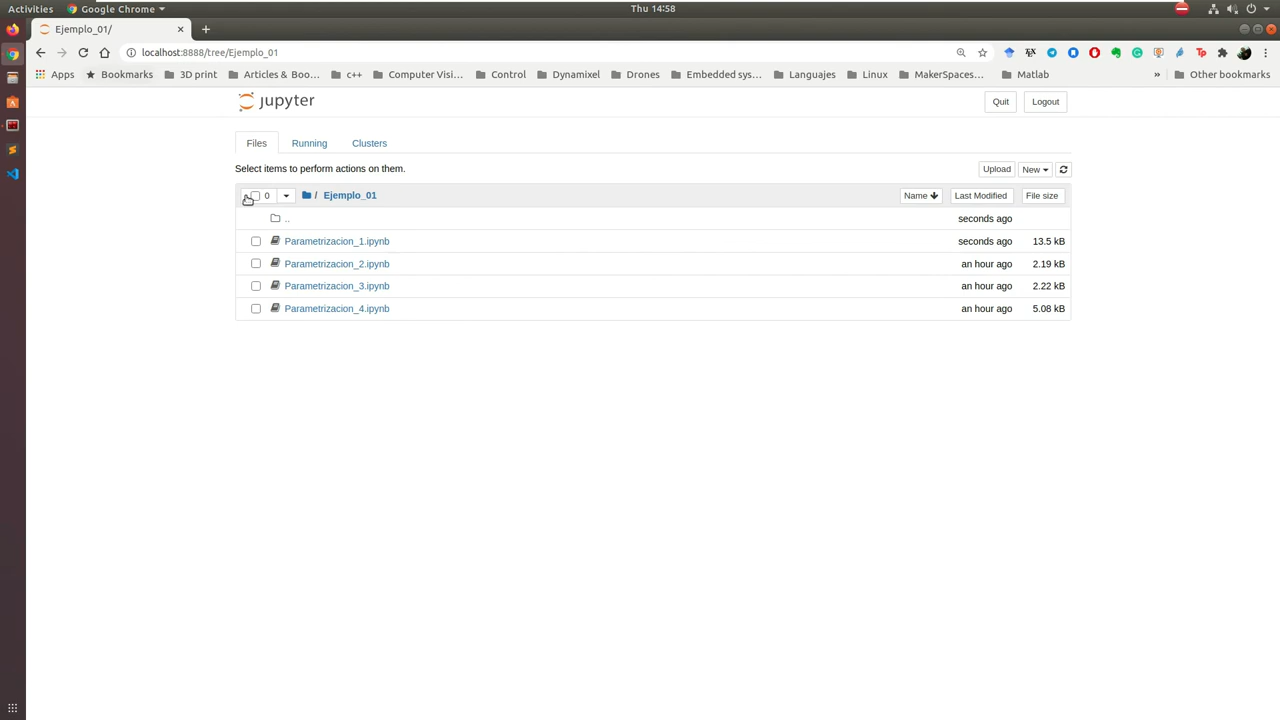 Activities Google Chrome Thu 14:58
Ejemplo_01/
localhost:8888/tree/Ejemplo_01
Apps Bookmarks 3D print Articles & Boo... c++ Computer Visi... Control Dynamixel Drones Embedded sys... Languajes Linux MakerSpaces... Matlab » Other bookmarks
jupyter Quit Logout
Files Running Clusters
Select items to perform actions on them. Upload New
0 / Ejemplo_01 Name Last Modified File size
.. seconds ago
Parametrizacion_1.ipynb seconds ago 13.5 kB
Parametrizacion_2.ipynb an hour ago 2.19 kB
Parametrizacion_3.ipynb an hour ago 2.22 kB
Parametrizacion_4.ipynb an hour ago 5.08 kB